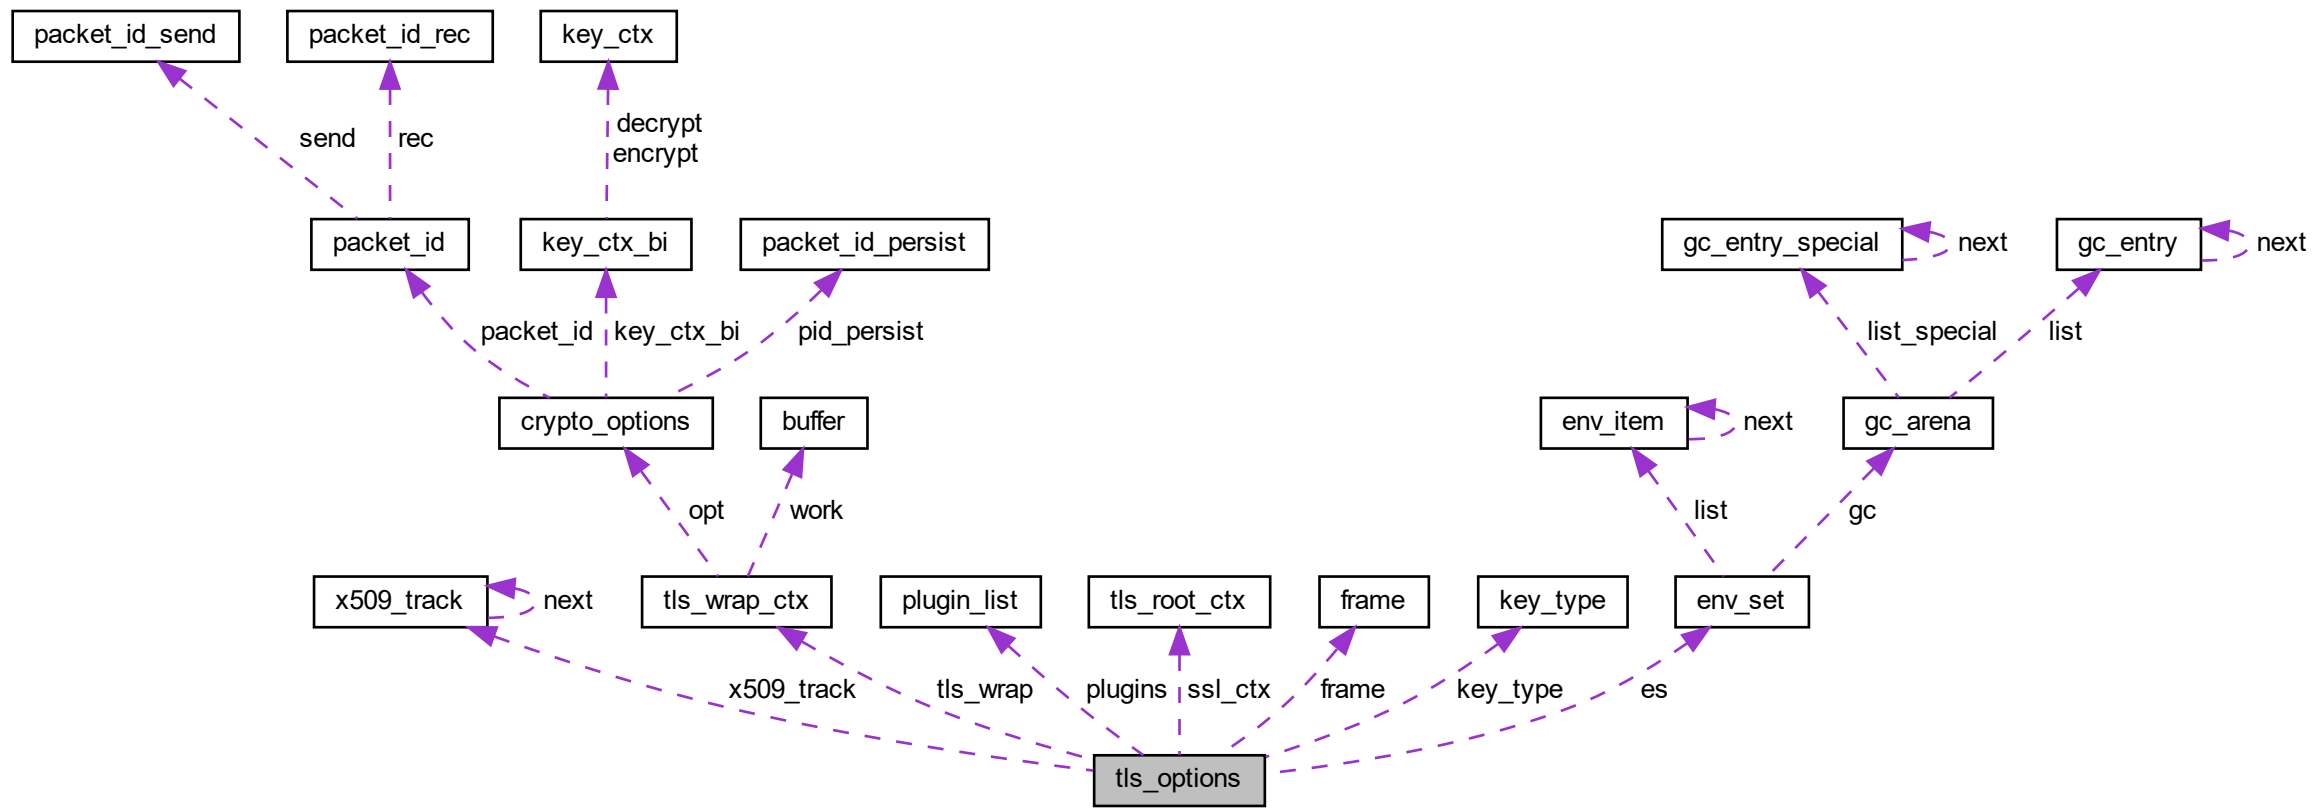 packet_id_send
packet_id_rec
key_ctx
decrypt
encrypt
send
rec
packet_id
key_ctx_bi
packet_id_persist
gc_entry_special
next
gc_entry
next
packet_id
key_ctx_bi
pid_persist
list_special
list
crypto_options
buffer
env_item
next
gc_arena
opt
work
list
gc
x509_track
next
tls_wrap_ctx
plugin_list
tls_root_ctx
frame
key_type
env_set
x509_track
tls_wrap
plugins
ssl_ctx
frame
key_type
es
tls_options